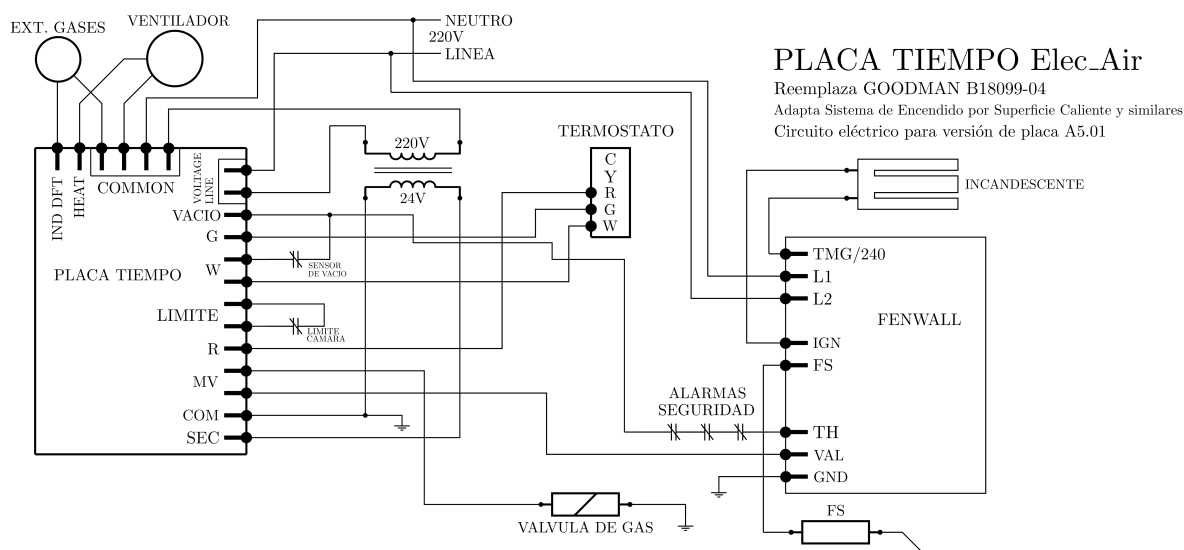 EXT. GASES
VENTILADOR
NEUTRO
220V
LINEA
PLACA TIEMPO Elec_Air
Reemplaza GOODMAN B18099-04
Adapta Sistema de Encendido por Superficie Caliente y similares
Circuito eléctrico para versión de placa A5.01
IND DFT
HEAT
COMMON
VOLTAGE
LINE
220V
24V
TERMOSTATO
C
Y
R
G
W
INCANDESCENTE
VACIO
G
W
SENSOR
DE VACIO
PLACA TIEMPO
LIMITE
LIMITE
CAMARA
R
MV
COM
SEC
TMG/240
L1
L2
FENWALL
IGN
FS
ALARMAS
SEGURIDAD
TH
VAL
GND
VALVULA DE GAS
FS